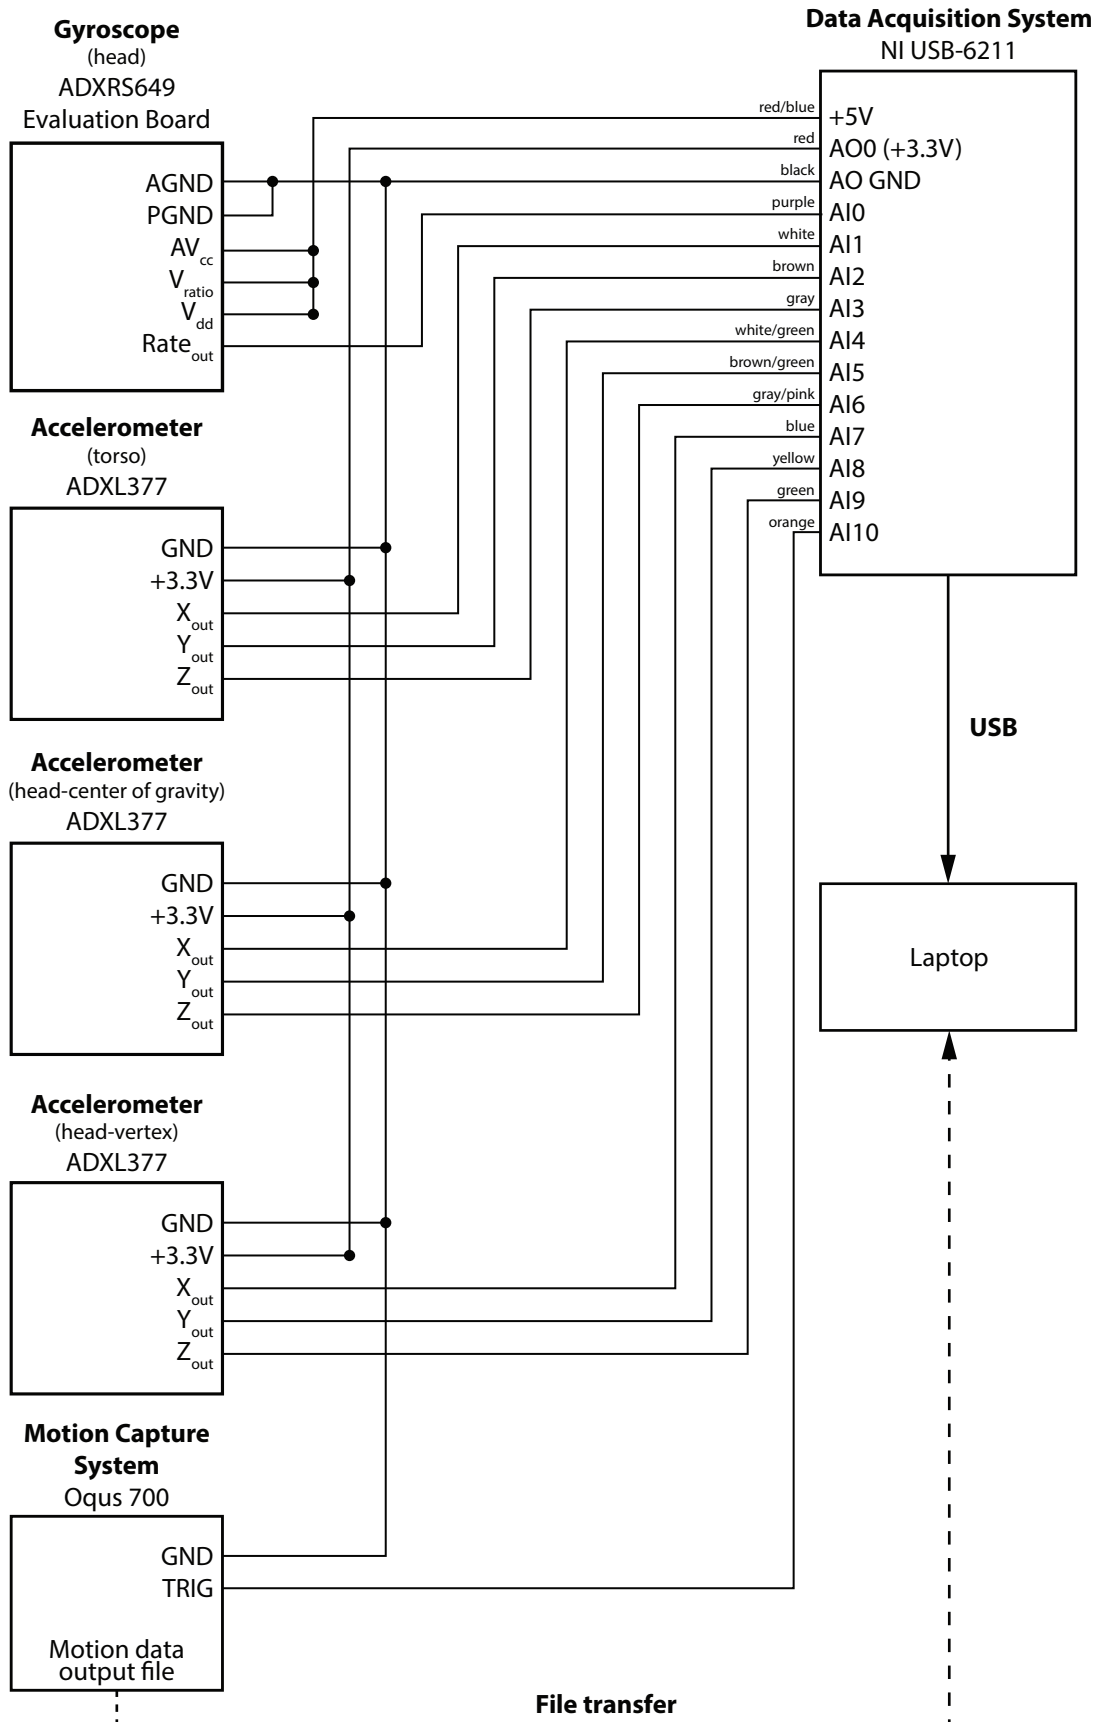 Gyroscope
(head)
ADXRS649
Evaluation Board
AGND
PGND
AVcc
Vratio
Vdd
Rateout
Accelerometer
(torso)
ADXL377
GND
+3.3V
Xout
Yout
Zout
Accelerometer
(head-center of gravity)
ADXL377
GND
+3.3V
Xout
Yout
Zout
Accelerometer
(head-vertex)
ADXL377
GND
+3.3V
Xout
Yout
Zout
Motion Capture
System
Oqus 700
GND
TRIG
Motion data
output file
Data Acquisition System
NI USB-6211
red/blue +5V
red AO0 (+3.3V)
black AO GND
purple AI0
white AI1
brown AI2
gray AI3
white/green AI4
brown/green AI5
gray/pink AI6
blue AI7
yellow AI8
green AI9
orange AI10
USB
Laptop
File transfer